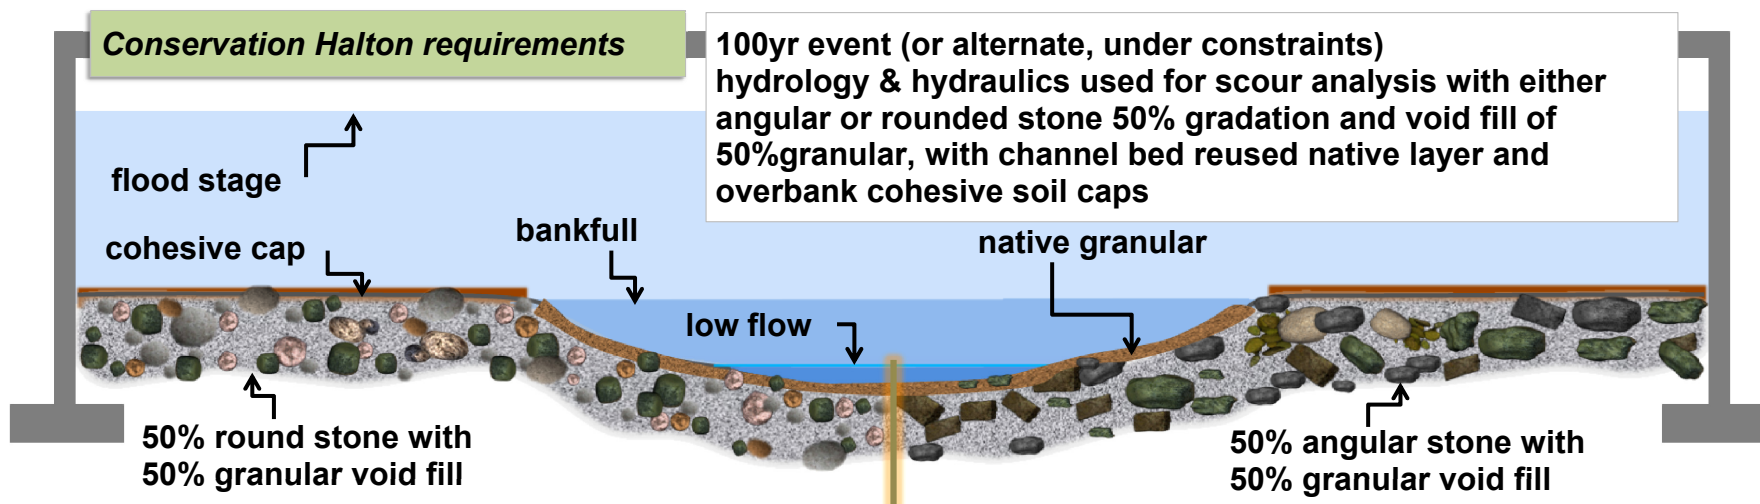 Conservation Halton requirements
100yr event (or alternate, under constraints)
hydrology & hydraulics used for scour analysis with either
angular or rounded stone 50% gradation and void fill of
50%granular, with channel bed reused native layer and
overbank cohesive soil caps
flood stage
cohesive cap
bankfull
native granular
low flow
50% round stone with
50% granular void fill
50% angular stone with
50% granular void fill